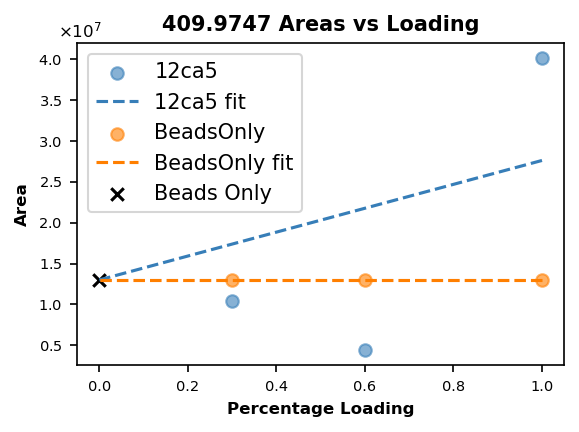 409.9747 Areas vs Loading
×10⁷
4.0
3.5
3.0
2.5
2.0
1.5
1.0
0.5
Area
12ca5
12ca5 fit
BeadsOnly
BeadsOnly fit
Beads Only
0.0 0.2 0.4 0.6 0.8 1.0
Percentage Loading